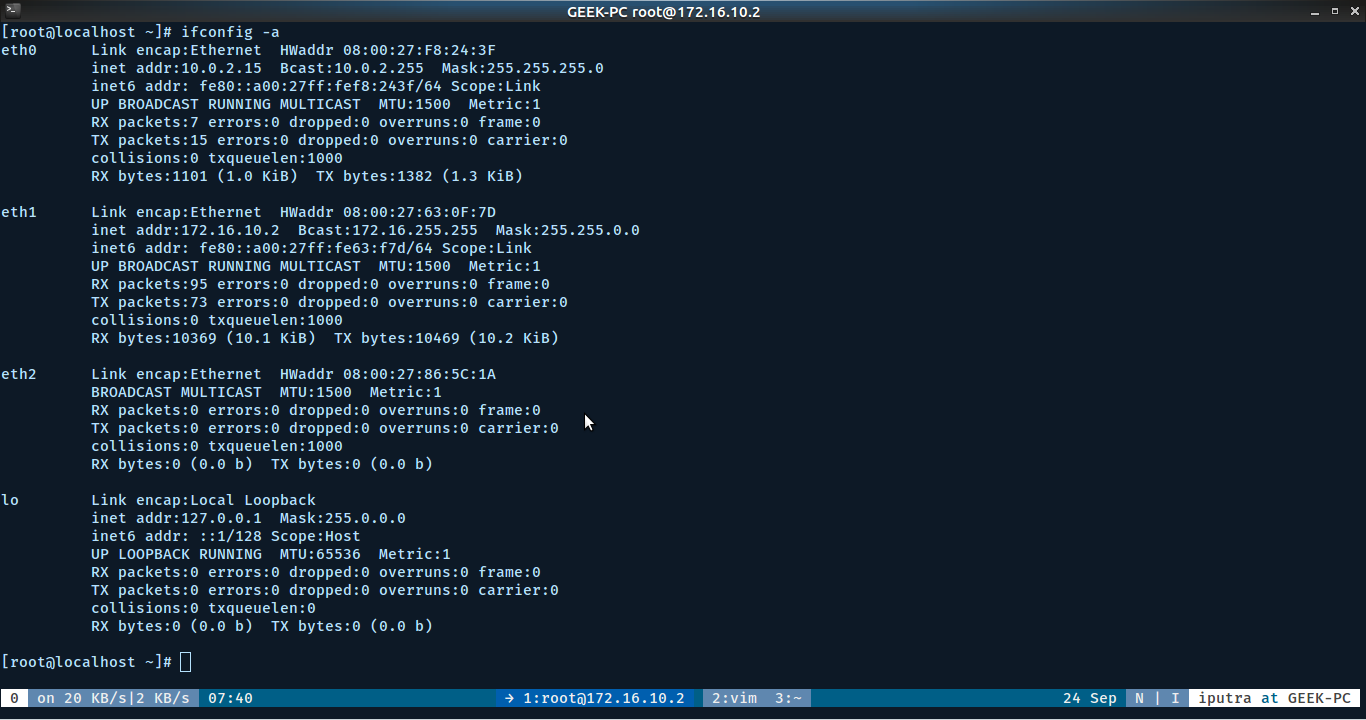 GEEK-PC root@172.16.10.2
[root@localhost ~]# ifconfig -a
eth0      Link encap:Ethernet  HWaddr 08:00:27:F8:24:3F
          inet addr:10.0.2.15  Bcast:10.0.2.255  Mask:255.255.255.0
          inet6 addr: fe80::a00:27ff:fef8:243f/64 Scope:Link
          UP BROADCAST RUNNING MULTICAST  MTU:1500  Metric:1
          RX packets:7 errors:0 dropped:0 overruns:0 frame:0
          TX packets:15 errors:0 dropped:0 overruns:0 carrier:0
          collisions:0 txqueuelen:1000
          RX bytes:1101 (1.0 KiB)  TX bytes:1382 (1.3 KiB)

eth1      Link encap:Ethernet  HWaddr 08:00:27:63:0F:7D
          inet addr:172.16.10.2  Bcast:172.16.255.255  Mask:255.255.0.0
          inet6 addr: fe80::a00:27ff:fe63:f7d/64 Scope:Link
          UP BROADCAST RUNNING MULTICAST  MTU:1500  Metric:1
          RX packets:95 errors:0 dropped:0 overruns:0 frame:0
          TX packets:73 errors:0 dropped:0 overruns:0 carrier:0
          collisions:0 txqueuelen:1000
          RX bytes:10369 (10.1 KiB)  TX bytes:10469 (10.2 KiB)

eth2      Link encap:Ethernet  HWaddr 08:00:27:86:5C:1A
          BROADCAST MULTICAST  MTU:1500  Metric:1
          RX packets:0 errors:0 dropped:0 overruns:0 frame:0
          TX packets:0 errors:0 dropped:0 overruns:0 carrier:0
          collisions:0 txqueuelen:1000
          RX bytes:0 (0.0 b)  TX bytes:0 (0.0 b)

lo        Link encap:Local Loopback
          inet addr:127.0.0.1  Mask:255.0.0.0
          inet6 addr: ::1/128 Scope:Host
          UP LOOPBACK RUNNING  MTU:65536  Metric:1
          RX packets:0 errors:0 dropped:0 overruns:0 frame:0
          TX packets:0 errors:0 dropped:0 overruns:0 carrier:0
          collisions:0 txqueuelen:0
          RX bytes:0 (0.0 b)  TX bytes:0 (0.0 b)

[root@localhost ~]#
0 on 20 KB/s|2 KB/s 07:40 → 1:root@172.16.10.2 2:vim 3:~ 24 Sep N | I iputra at GEEK-PC